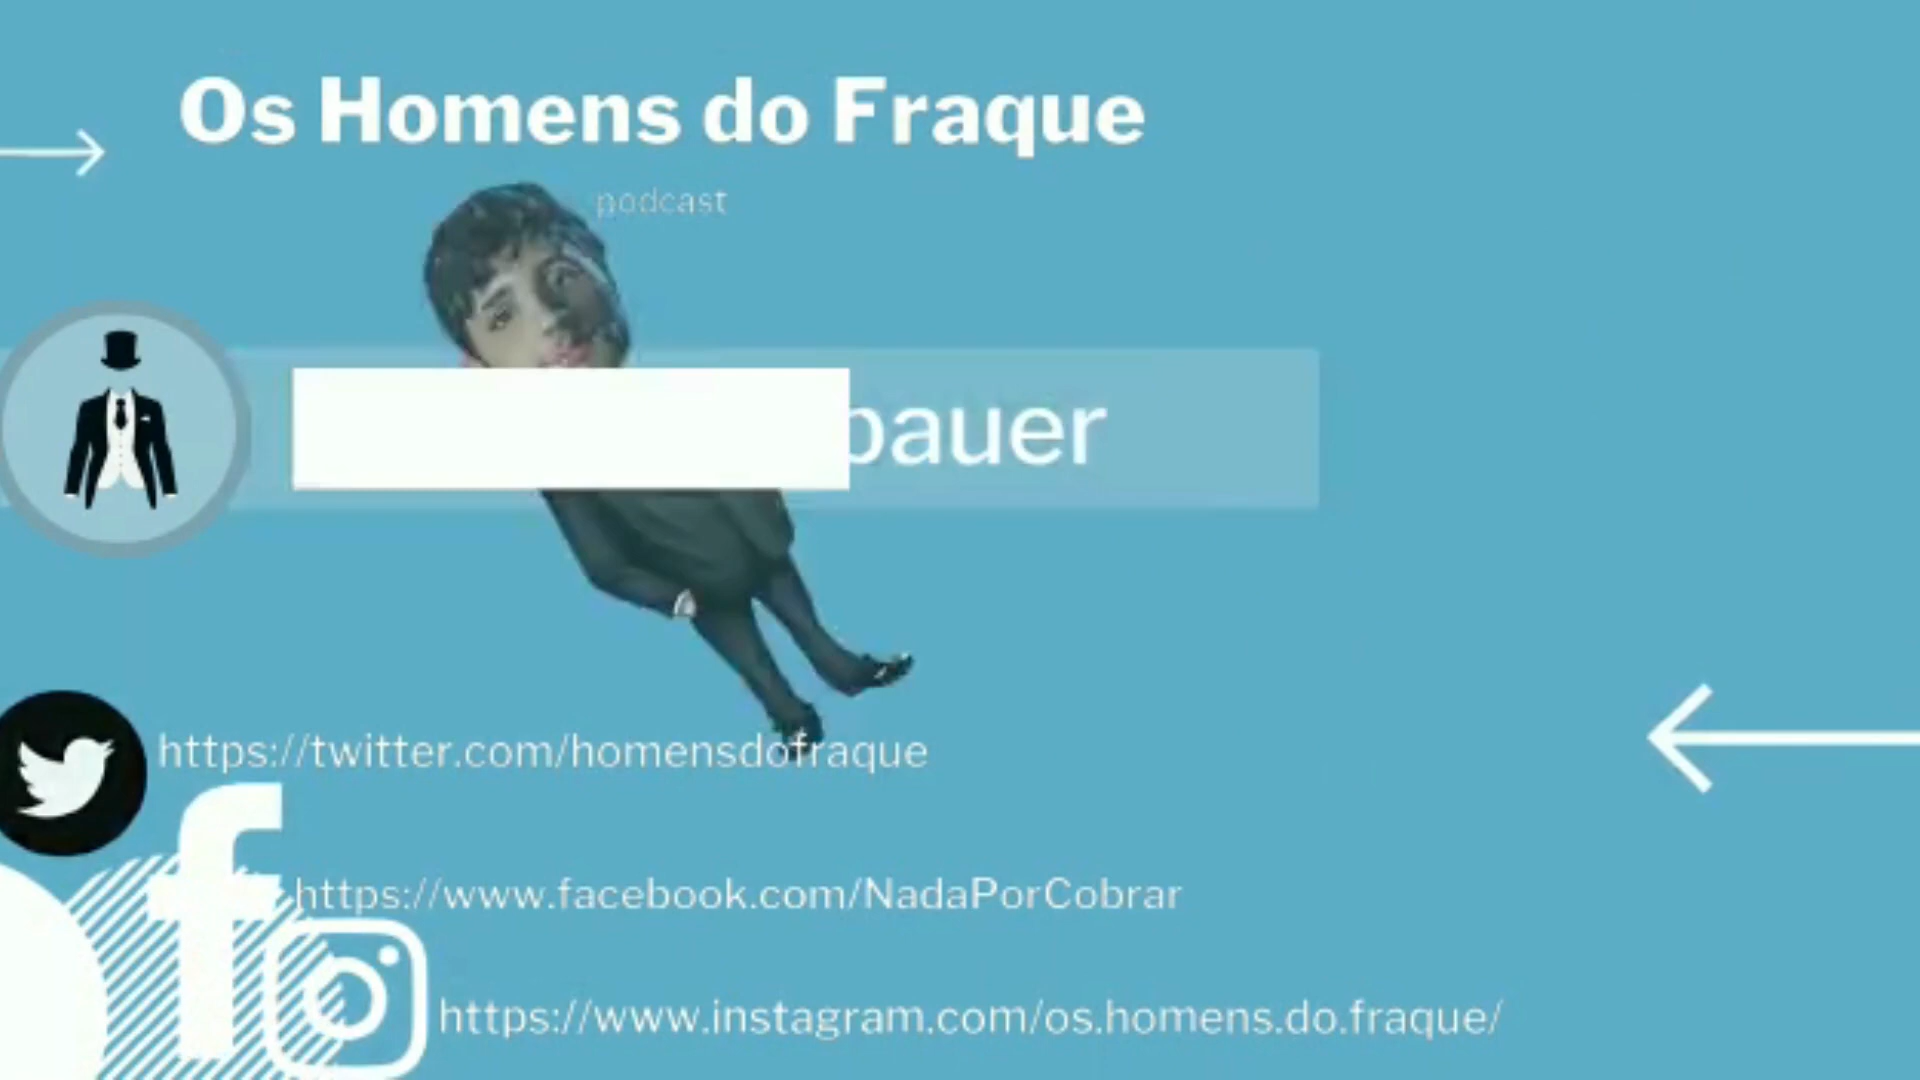 Os Homens do Fraque
podcast
bauer
https://twitter.com/homensdofraque
https://www.facebook.com/NadaPorCobrar
https://www.instagram.com/os.homens.do.fraque/